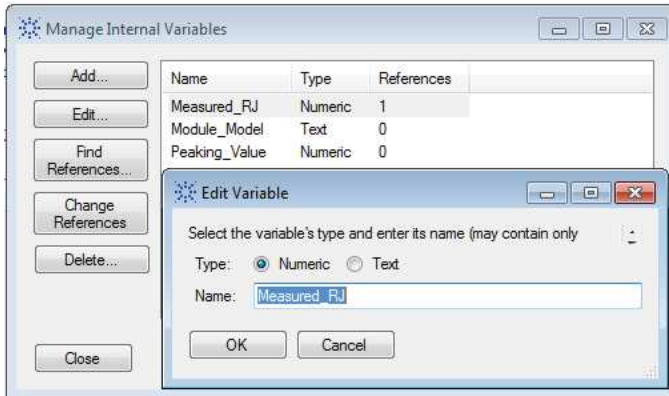 Manage Internal Variables
Add...
Edit...
Find
References...
Change
References
Delete...
Close
Name Type References
Measured_RJ Numeric 1
Module_Model Text 0
Peaking_Value Numeric 0
Edit Variable
Select the variable's type and enter its name (may contain only
Type: Numeric Text
Name: Measured_RJ
OK Cancel